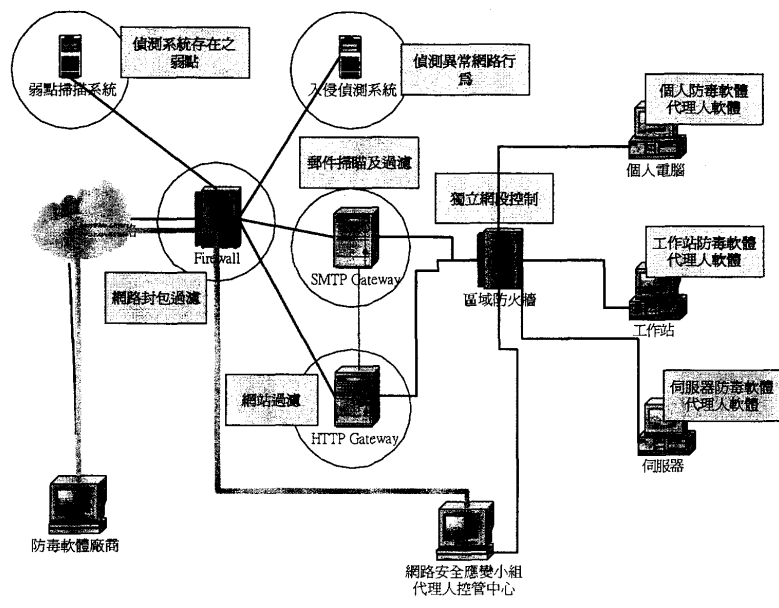 偵測系統存在之
弱點
弱點掃描系統
偵測異常網路行
為
入侵偵測系統
個人防毒軟體
代理人軟體
個人電腦
郵件掃瞄及過濾
獨立網段控制
路
Firewall
SMTP Gateway
區域防火牆
工作站防毒軟體
代理人軟體
工作站
網路封包過濾
網站過濾
HTTP Gateway
伺服器防毒軟體
代理人軟體
伺服器
防毒軟體廠商
網路安全應變小組
代理人控管中心